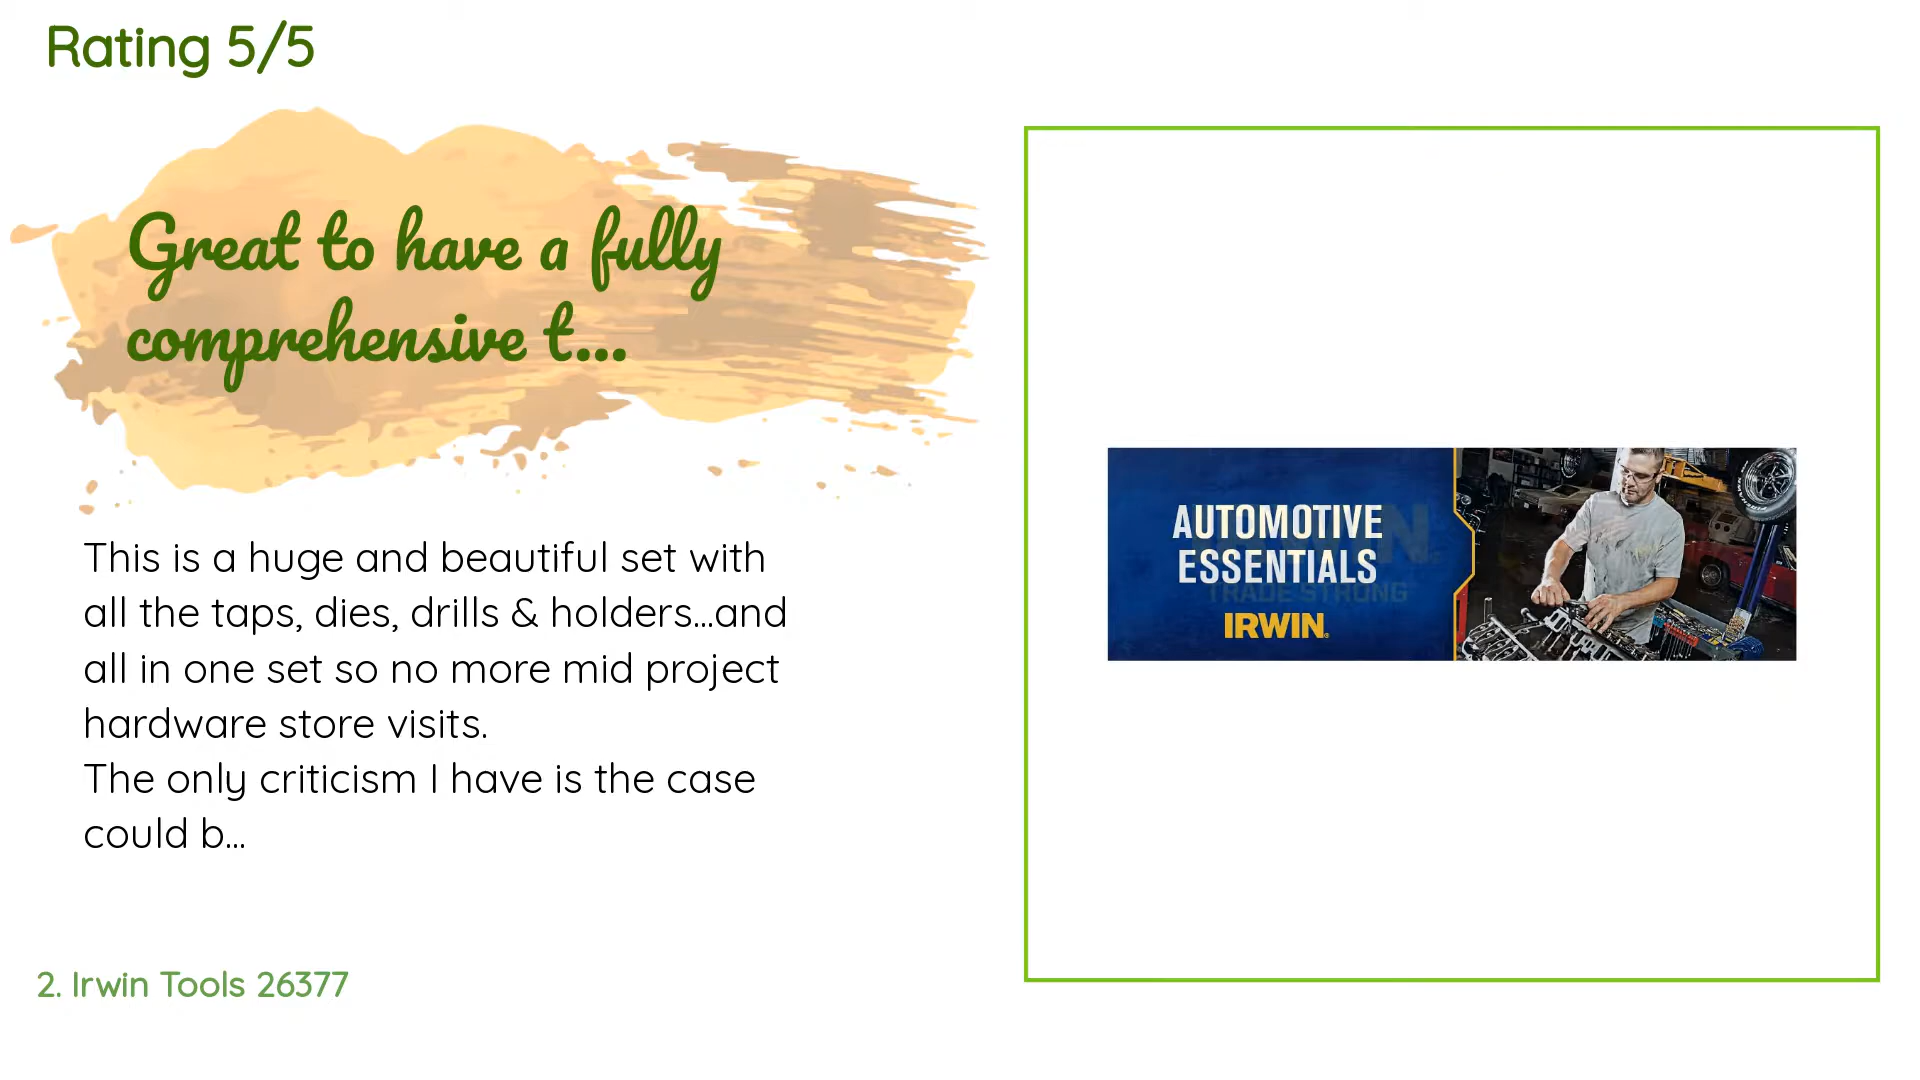 Rating 5/5
Great to have a fully
comprehensive t...
This is a huge and beautiful set with
all the taps, dies, drills & holders...and
all in one set so no more mid project
hardware store visits.
The only criticism I have is the case
could b...
2. Irwin Tools 26377
AUTOMOTIVE
ESSENTIALS
TRADE STRONG
IRWIN.